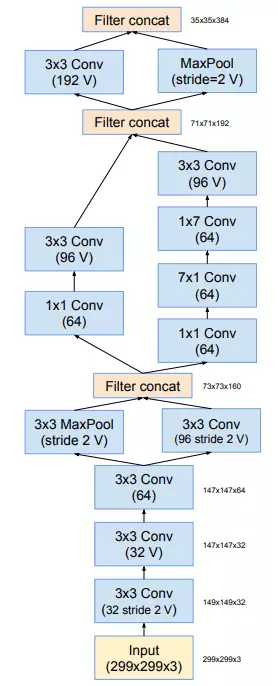 Filter concat
35x35x384
3x3 Conv
(192 V)
MaxPool
(stride=2 V)
Filter concat
71x71x192
3x3 Conv
(96 V)
1x7 Conv
(64)
3x3 Conv
(96 V)
7x1 Conv
(64)
1x1 Conv
(64)
1x1 Conv
(64)
Filter concat
73x73x160
3x3 MaxPool
(stride 2 V)
3x3 Conv
(96 stride 2 V)
3x3 Conv
(64)
147x147x64
3x3 Conv
(32 V)
147x147x32
3x3 Conv
(32 stride 2 V)
149x149x32
Input
(299x299x3)
299x299x3